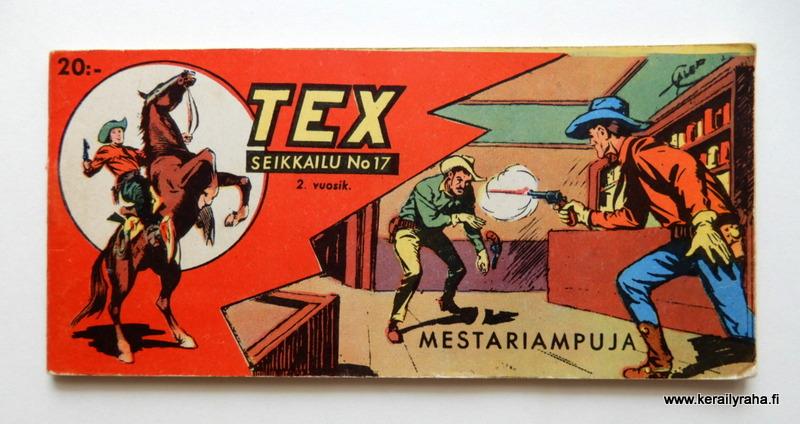 20:-
TEX
SEIKKAILU No 17
2. vuosik.
MESTARIAMPUJA
www.kerailyraha.fi